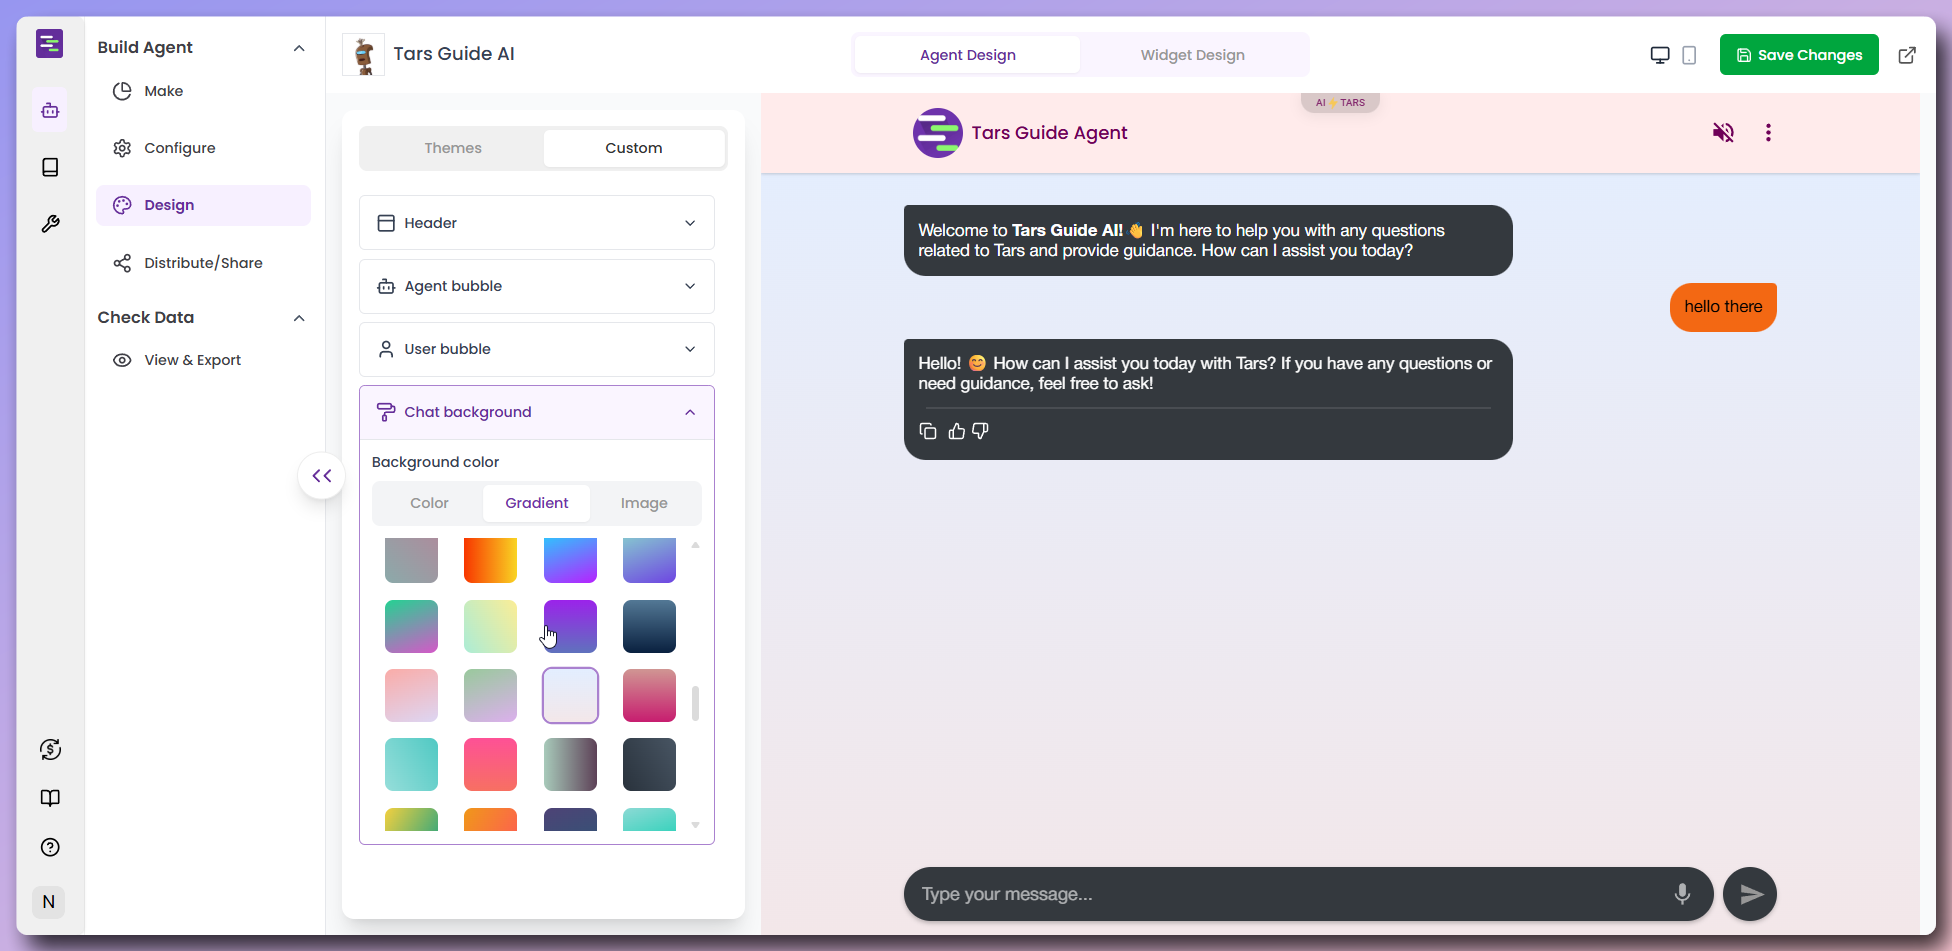 Build Agent
Make
Configure
Design
Distribute/Share
Check Data
View & Export
N
Tars Guide AI
Agent Design
Widget Design
Save Changes
Themes
Custom
Header
Agent bubble
User bubble
Chat background
Background color
Color
Gradient
Image
AI TARS
Tars Guide Agent
Welcome to Tars Guide AI! 👋 I'm here to help you with any questions
related to Tars and provide guidance. How can I assist you today?
hello there
Hello! 😊 How can I assist you today with Tars? If you have any questions or
need guidance, feel free to ask!
Type your message...